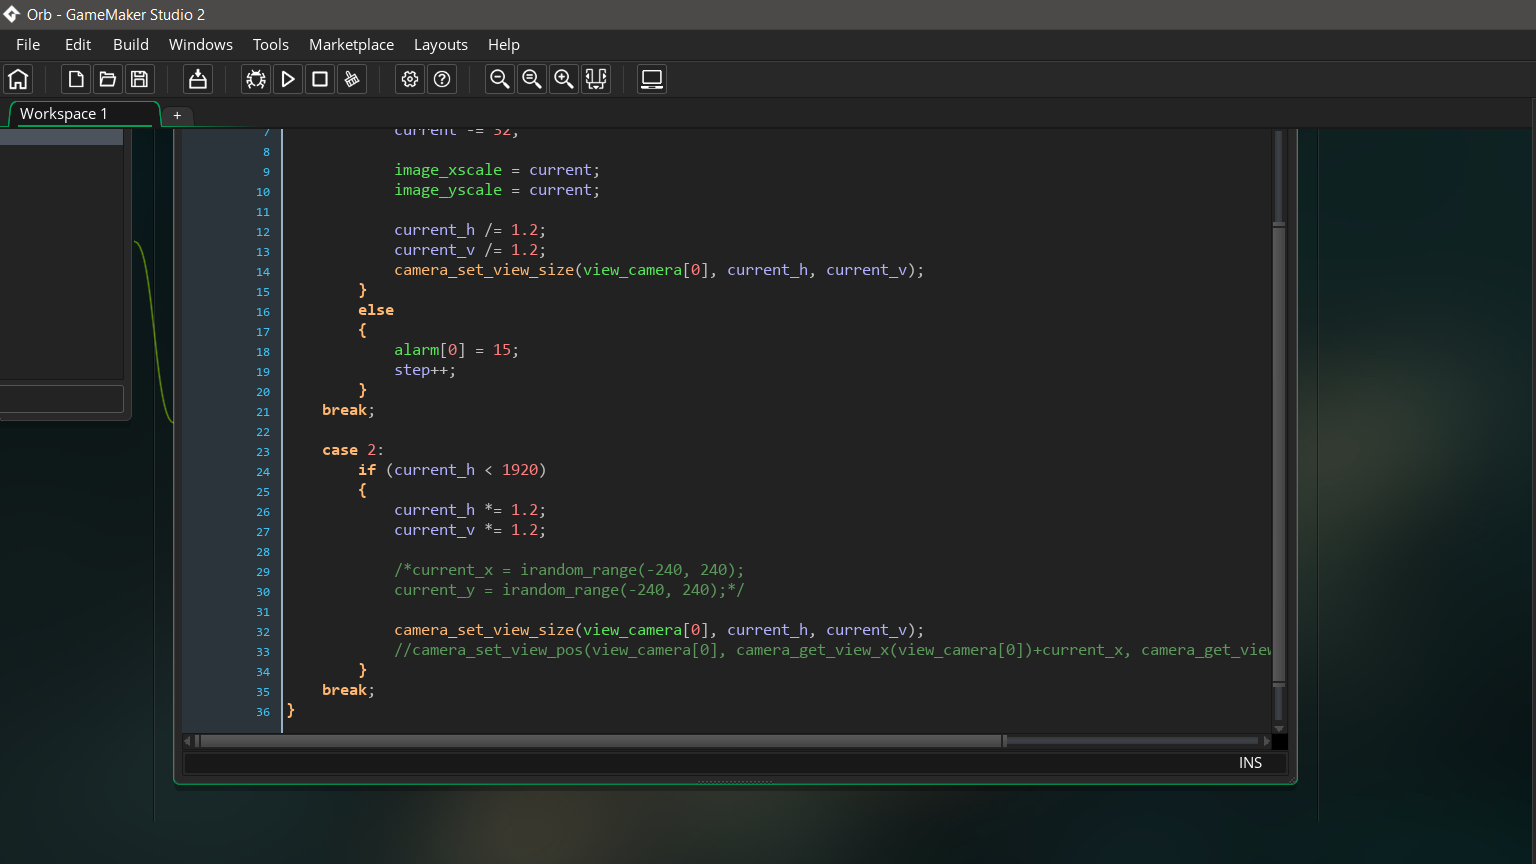 Orb - GameMaker Studio 2
File Edit Build Windows Tools Marketplace Layouts Help
Workspace 1 +
7 current -= 32;
8
9 image_xscale = current;
10 image_yscale = current;
11
12 current_h /= 1.2;
13 current_v /= 1.2;
14 camera_set_view_size(view_camera[0], current_h, current_v);
15 }
16 else
17 {
18 alarm[0] = 15;
19 step++;
20 }
21 break;
22
23 case 2:
24 if (current_h < 1920)
25 {
26 current_h *= 1.2;
27 current_v *= 1.2;
28
29 /*current_x = irandom_range(-240, 240);
30 current_y = irandom_range(-240, 240);*/
31
32 camera_set_view_size(view_camera[0], current_h, current_v);
33 //camera_set_view_pos(view_camera[0], camera_get_view_x(view_camera[0])+current_x, camera_get_view
34 }
35 break;
36 }
INS